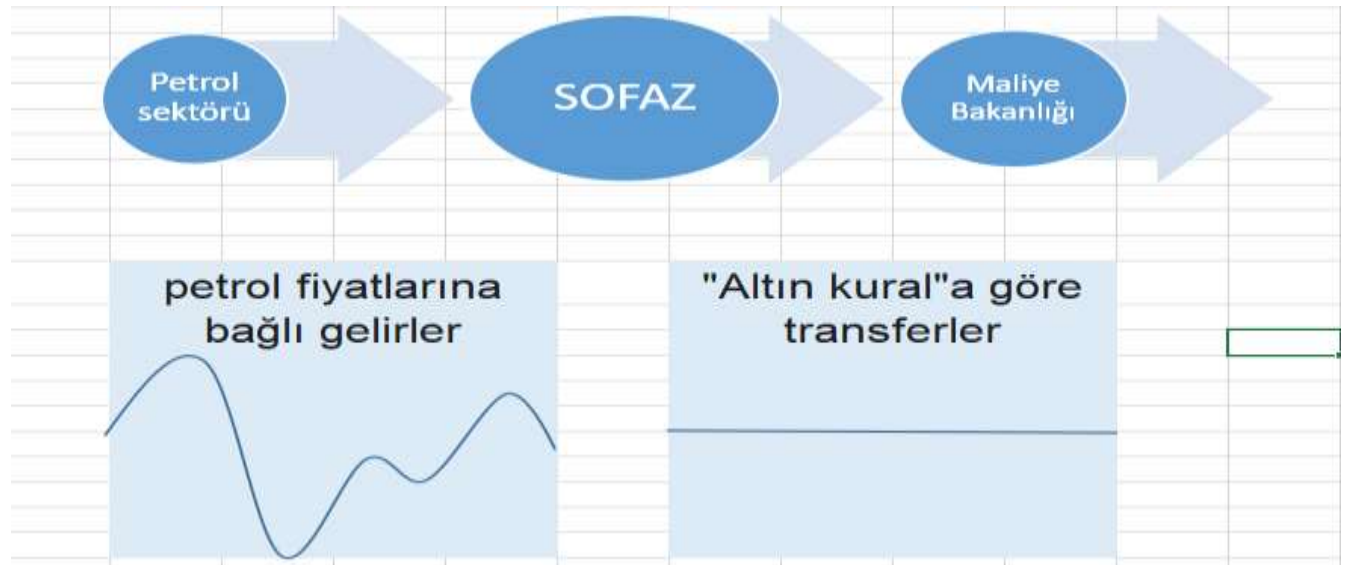 Petrol
sektörü
SOFAZ
Maliye
Bakanlığı
petrol fiyatlarına
bağlı gelirler
"Altın kural"a göre
transferler